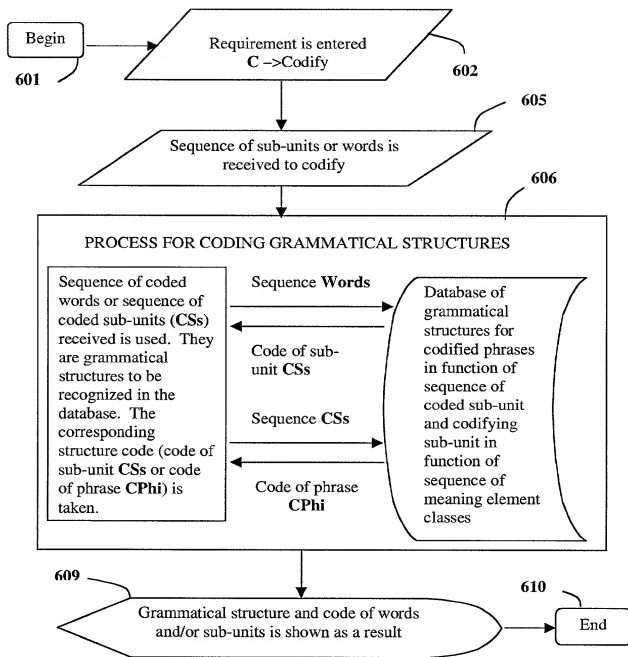 Begin
601
Requirement is entered
C ->Codify
602
605
Sequence of sub-units or words is
received to codify
606
PROCESS FOR CODING GRAMMATICAL STRUCTURES
Sequence of coded
words or sequence of
coded sub-units (CSs)
received is used. They
are grammatical
structures to be
recognized in the
database. The
corresponding
structure code (code of
sub-unit CSs or code
of phrase CPhi) is
taken.
Sequence Words
Code of sub-
unit CSs
Sequence CSs
Code of phrase
CPhi
Database of
grammatical
structures for
codified phrases
in function of
sequence of
coded sub-unit
and codifying
sub-unit in
function of
sequence of
meaning element
classes
609
Grammatical structure and code of words
and/or sub-units is shown as a result
610
End